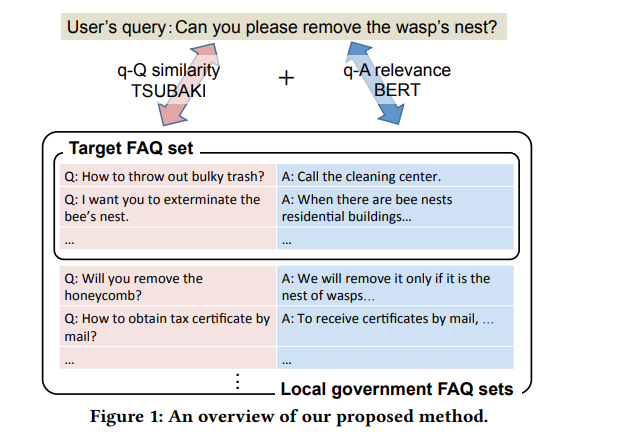 User's query：Can you please remove the wasp's nest?
q-Q similarity
TSUBAKI
+
q-A relevance
BERT
Target FAQ set
Q: How to throw out bulky trash?
A: Call the cleaning center.
Q: I want you to exterminate the
bee's nest.
A: When there are bee nests
residential buildings...
...
...
Q: Will you remove the
honeycomb?
A: We will remove it only if it is the
nest of wasps...
Q: How to obtain tax certificate by
mail?
A: To receive certificates by mail, ...
...
...
⋮
Local government FAQ sets
Figure 1: An overview of our proposed method.